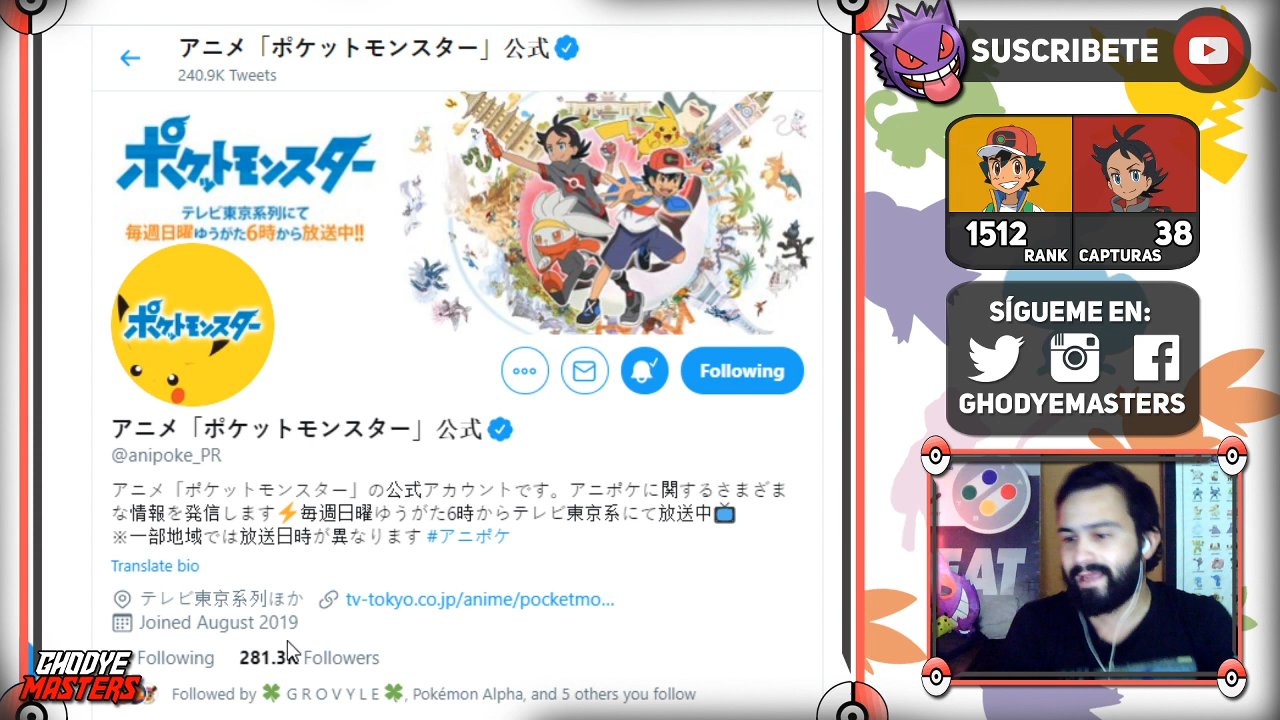 アニメ「ポケットモンスター」公式
240.9K Tweets
ポケットモンスター
テレビ東京系列にて
毎週日曜ゆうがた6時から放送中!!
ポケットモンスター
Following
アニメ「ポケットモンスター」公式
@anipoke_PR
アニメ「ポケットモンスター」の公式アカウントです。アニポケに関するさまざま
な情報を発信します⚡毎週日曜ゆうがた6時からテレビ東京系にて放送中📺
※一部地域では放送日時が異なります #アニポケ
Translate bio
テレビ東京系列ほか tv-tokyo.co.jp/anime/pocketmo...
Joined August 2019
Following 281.3 Followers
Followed by 🍀 G R O V Y L E 🍀, Pokémon Alpha, and 5 others you follow
GHODYE
MASTERS
SUSCRIBETE
1512 38
RANK CAPTURAS
SÍGUEME EN:
GHODYEMASTERS
EAT